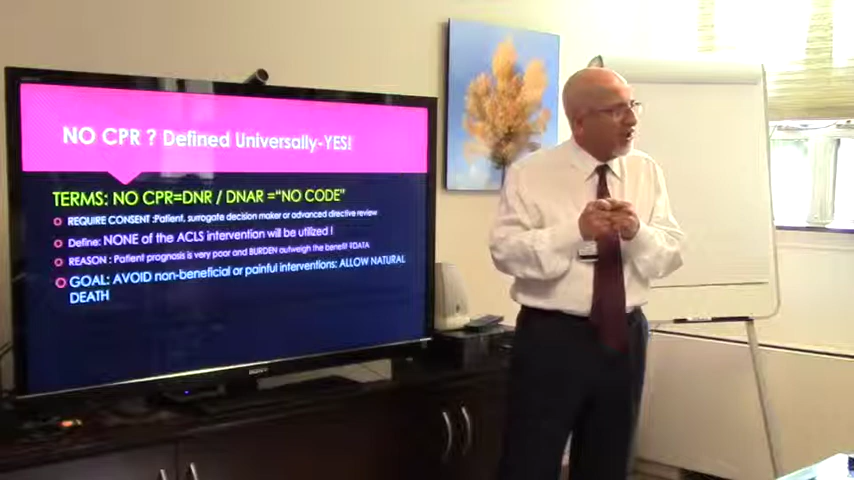 NO CPR ? Defined Universally-YES!
TERMS: NO CPR=DNR / DNAR ="NO CODE"
REQUIRE CONSENT :Patient, surrogate decision maker or advanced directive review
Define: NONE of the ACLS intervention will be utilized !
REASON : Patient prognosis is very poor and BURDEN outweigh the benefit !!DATA
GOAL: AVOID non-beneficial or painful interventions: ALLOW NATURAL
DEATH
SONY